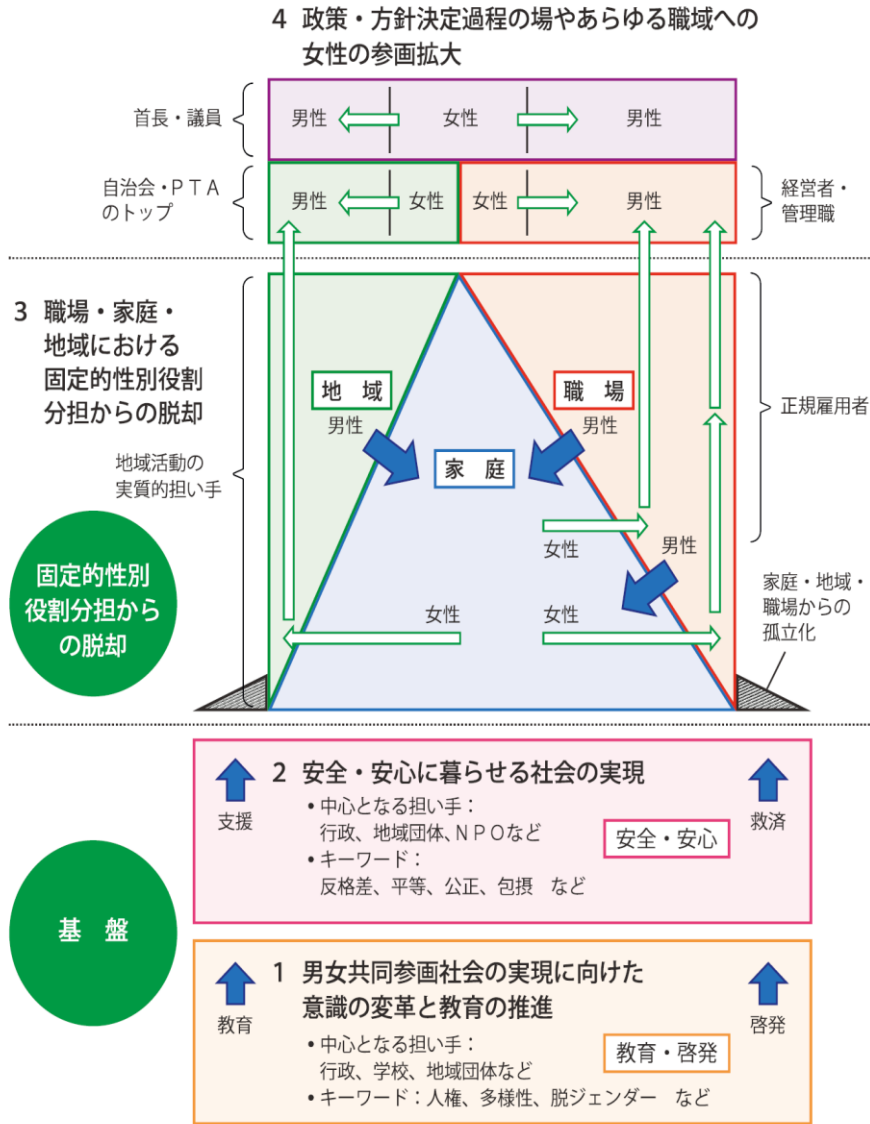 4 政策・方針決定過程の場やあらゆる職域への
女性の参画拡大
首長・議員
男性
女性
男性
自治会・ＰＴＡ
のトップ
男性
女性
女性
男性
経営者・
管理職
3 職場・家庭・
地域における
固定的性別役割
分担からの脱却
地域活動の
実質的担い手
地　域
男性
職　場
男性
家　庭
正規雇用者
女性
男性
固定的性別
役割分担から
の脱却
女性
女性
家庭・地域・
職場からの
孤立化
基　盤
2 安全・安心に暮らせる社会の実現
支援
• 中心となる担い手：
行政、地域団体、ＮＰＯなど
• キーワード：
反格差、平等、公正、包摂　など
安全・安心
救済
1 男女共同参画社会の実現に向けた
意識の変革と教育の推進
教育
• 中心となる担い手：
行政、学校、地域団体など
• キーワード：人権、多様性、脱ジェンダー　など
教育・啓発
啓発